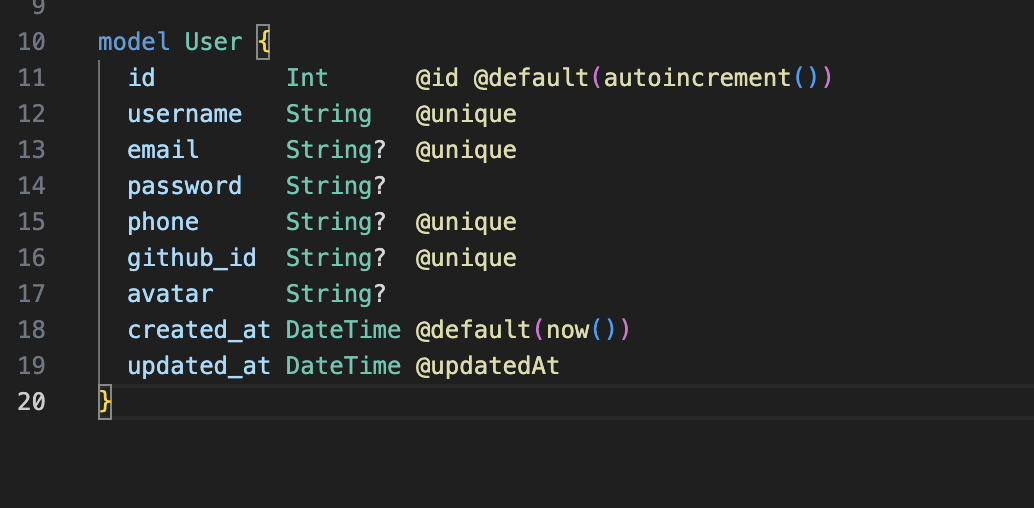 9
10 model User {
11 id Int @id @default(autoincrement())
12 username String @unique
13 email String? @unique
14 password String?
15 phone String? @unique
16 github_id String? @unique
17 avatar String?
18 created_at DateTime @default(now())
19 updated_at DateTime @updatedAt
20 }